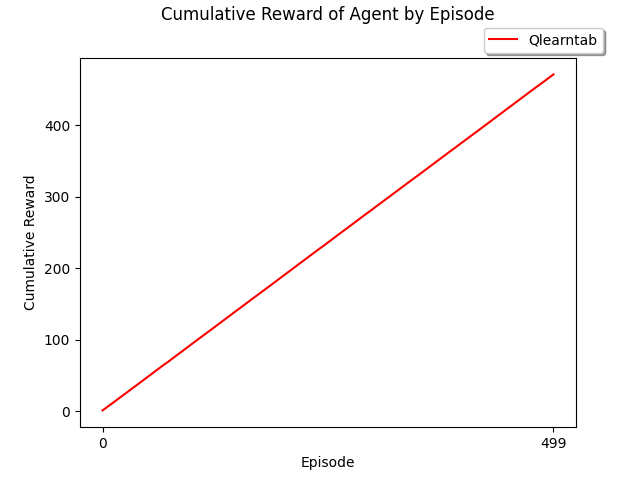 Cumulative Reward of Agent by Episode
Qlearntab
400
300
200
100
0
Cumulative Reward
0
499
Episode